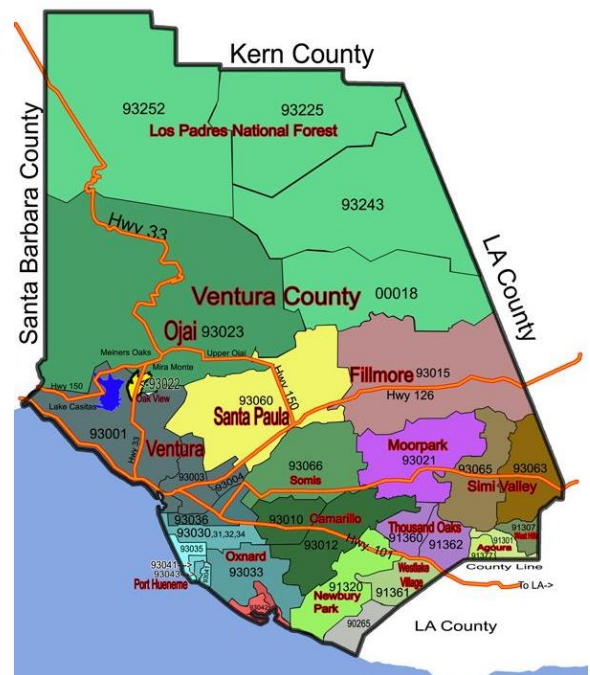 Kern County
Santa Barbara County
LA County
93252
93225
Los Padres National Forest
93243
Hwy 33
Ventura County
00018
Ojai 93023
Meiners Oaks
Upper Ojai
Mira Monte
Fillmore 93015
Hwy 150
<-93022
Oak View
Hwy 150
Hwy 126
Lake Casitas
93060
Santa Paula
93001
Hwy 33
Ventura
Moorpark
93021
93066
Somis
93065
93063
Simi Valley
93003
93004
93036
93010
Camarillo
93030,31,32,34
Thousand Oaks
91360
91362
91307
West Hills
91301
Agoura
91377
93035
93012
Hwy. 101
County Line
93041-->
93043
Port Hueneme
Oxnard
93033
Westlake
Village
91361
To LA->
91320
Newbury
Park
93042
90265
LA County